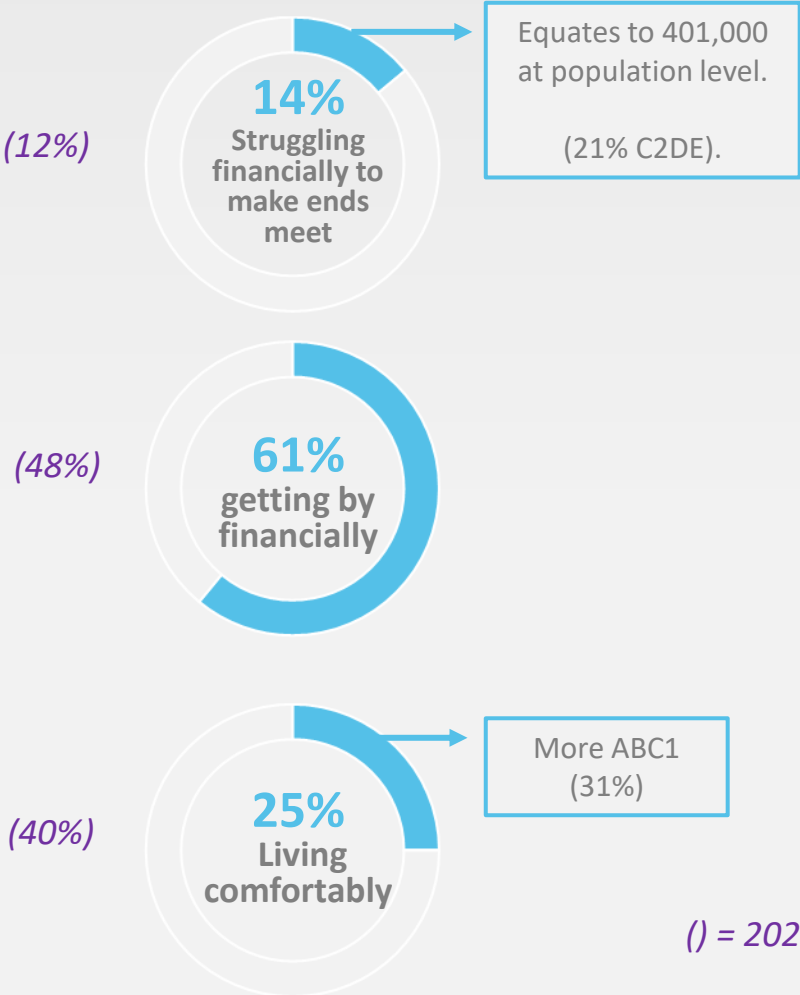 (12%)
14%
Struggling
financially to
make ends
meet
Equates to 401,000
at population level.
(21% C2DE).
(48%)
61%
getting by
financially
(40%)
25%
Living
comfortably
More ABC1
(31%)
() = 202